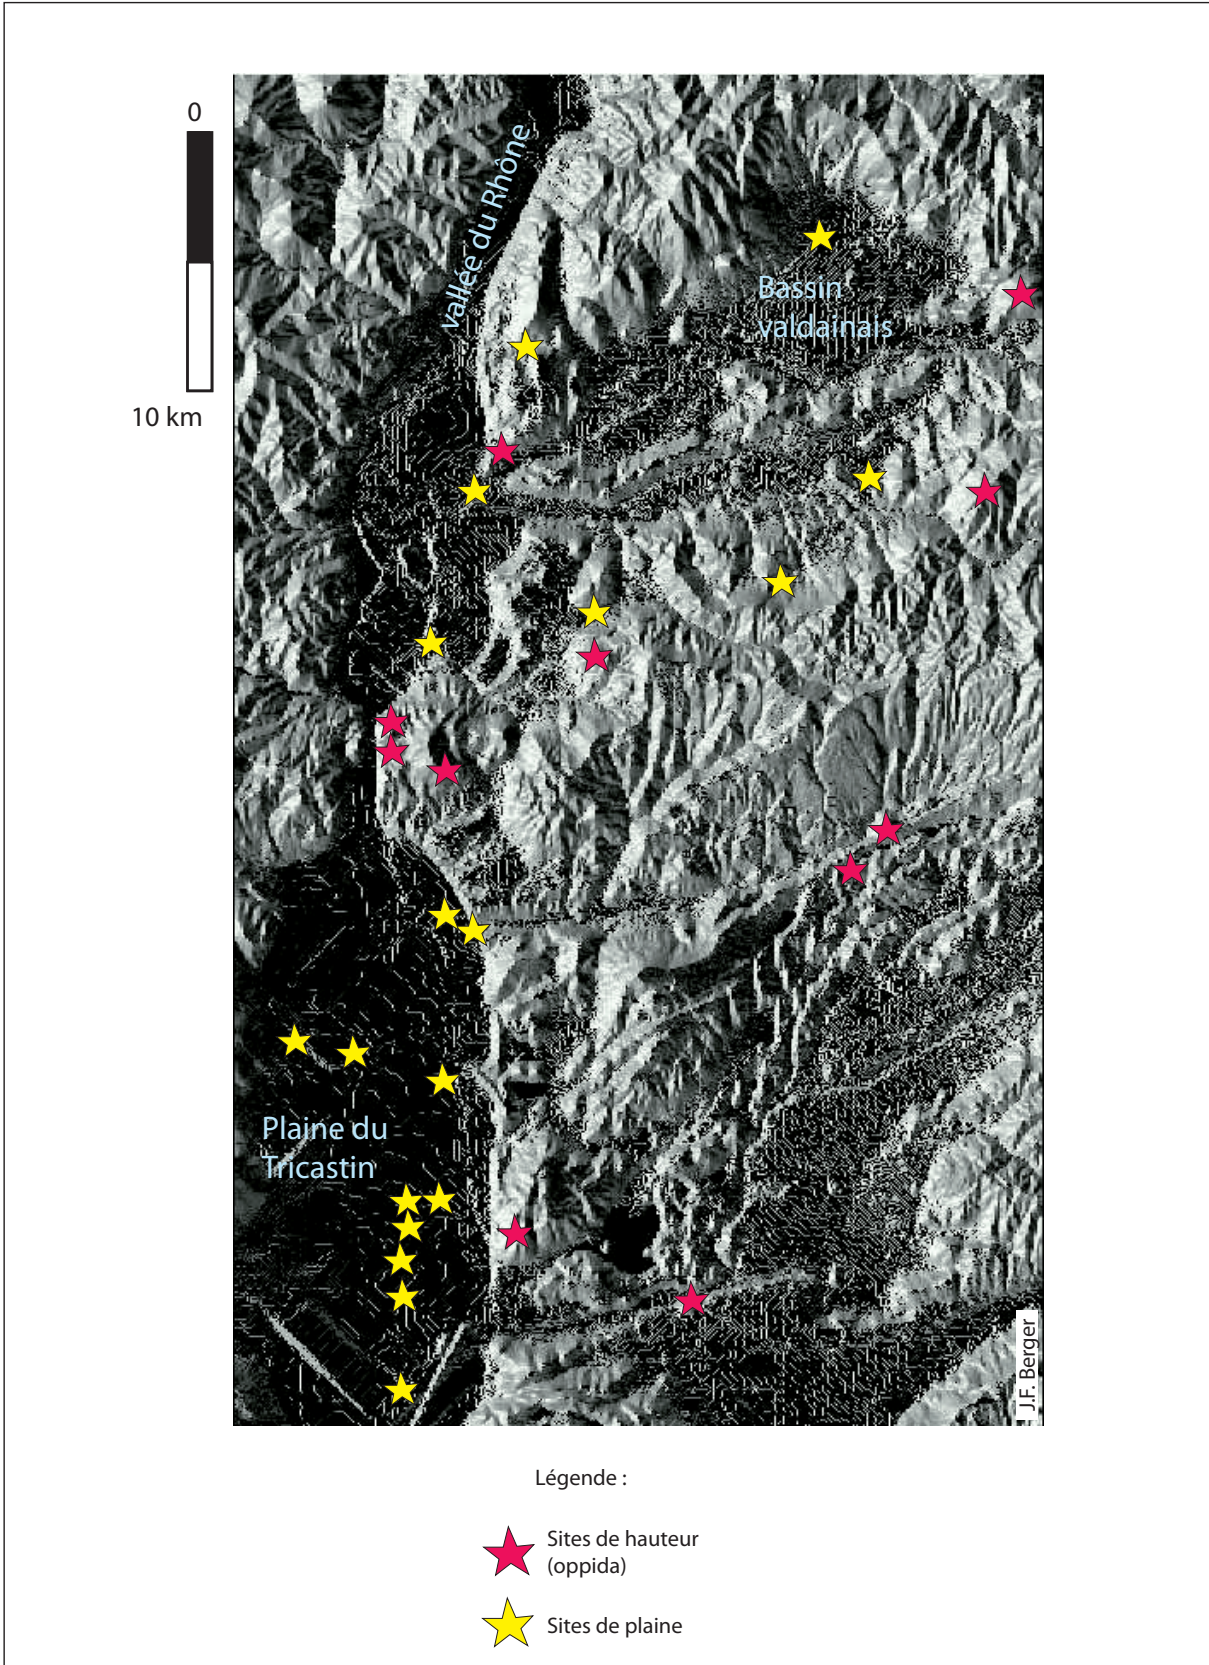 0
10 km
vallée du Rhône
Bassin
valdainais
Plaine du
Tricastin
J.F. Berger
Légende :
Sites de hauteur
(oppida)
Sites de plaine